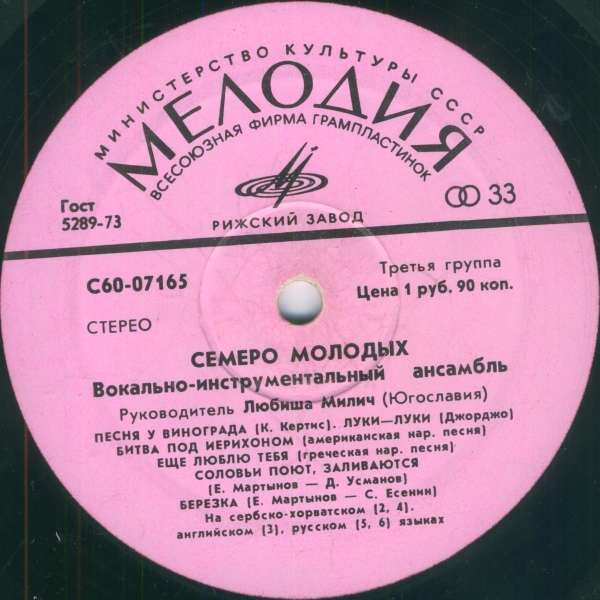 МИНИСТЕРСТВО КУЛЬТУРЫ СССР
МЕЛОДИЯ
ВСЕСОЮЗНАЯ ФИРМА ГРАМПЛАСТИНОК
РИЖСКИЙ ЗАВОД
Гост
5289-73
33
С60-07165
Третья группа
Цена 1 руб. 90 коп.
СТЕРЕО
СЕМЕРО МОЛОДЫХ
Вокально-инструментальный ансамбль
Руководитель Любиша Милич (Югославия)
ПЕСНЯ У ВИНОГРАДА (К. Кертис). ЛУКИ—ЛУКИ (Джорджо)
БИТВА ПОД ИЕРИХОНОМ (американская нар. песня)
ЕЩЕ ЛЮБЛЮ ТЕБЯ (греческая нар. песня)
СОЛОВЬИ ПОЮТ, ЗАЛИВАЮТСЯ
(Е. Мартынов — Д. Усманов)
БЕРЕЗКА (Е. Мартынов — С. Есенин)
На сербско-хорватском (2, 4).
английском (3), русском (5, 6) языках